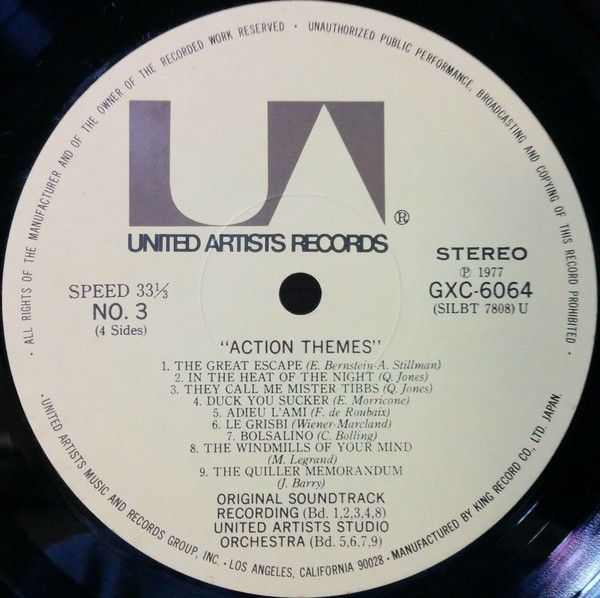 · ALL RIGHTS OF THE MANUFACTURER AND OF THE OWNER OF THE RECORDED WORK RESERVED · UNAUTHORIZED PUBLIC PERFORMANCE, BROADCASTING AND COPYING OF THIS RECORD PROHIBITED ·
UA®
UNITED ARTISTS RECORDS
STEREO
℗ 1977
GXC-6064
(SILBT 7808) U
SPEED 33⅓
NO. 3
(4 Sides)
"ACTION THEMES"
1. THE GREAT ESCAPE (E. Bernstein-A. Stillman)
2. IN THE HEAT OF THE NIGHT (Q. Jones)
3. THEY CALL ME MISTER TIBBS (Q. Jones)
4. DUCK YOU SUCKER (E. Morricone)
5. ADIEU L'AMI (F. de Roubaix)
6. LE GRISBI (Wiener-Marcland)
7. BOLSALINO (C. Bolling)
8. THE WINDMILLS OF YOUR MIND
(M. Legrand)
9. THE QUILLER MEMORANDUM
(J. Barry)
ORIGINAL SOUNDTRACK
RECORDING (Bd. 1,2,3,4,8)
UNITED ARTISTS STUDIO
ORCHESTRA (Bd. 5,6,7,9)
· UNITED ARTISTS MUSIC AND RECORDS GROUP, INC. · LOS ANGELES, CALIFORNIA 90028 · MANUFACTURED BY KING RECORD CO., LTD. JAPAN.